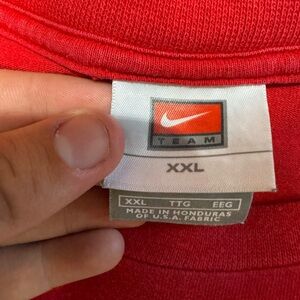 TEAM
XXL
XXL TTG EEG
MADE IN HONDURAS
OF U.S.A. FABRIC